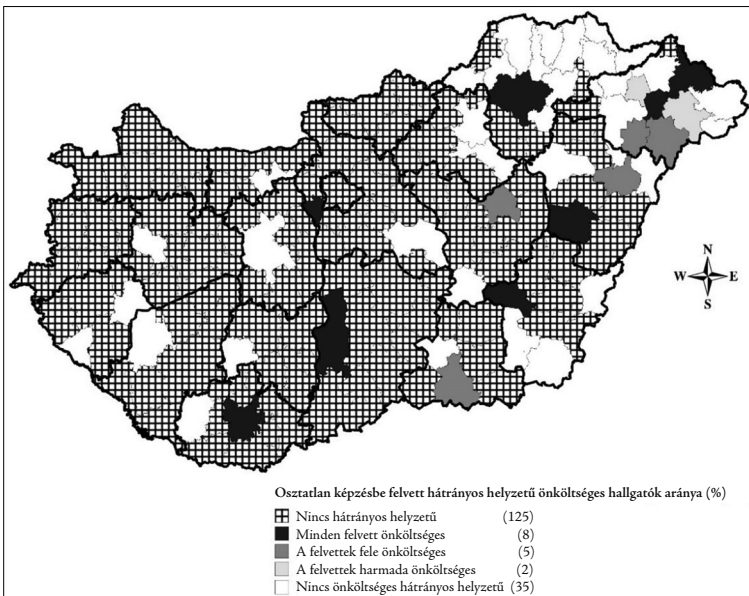 N
W E
S
Osztatlan képzésbe felvett hátrányos helyzetű önköltséges hallgatók aránya (%)
Nincs hátrányos helyzetű (125)
Minden felvett önköltséges (8)
A felvettek fele önköltséges (5)
A felvettek harmada önköltséges (2)
Nincs önköltséges hátrányos helyzetű (35)